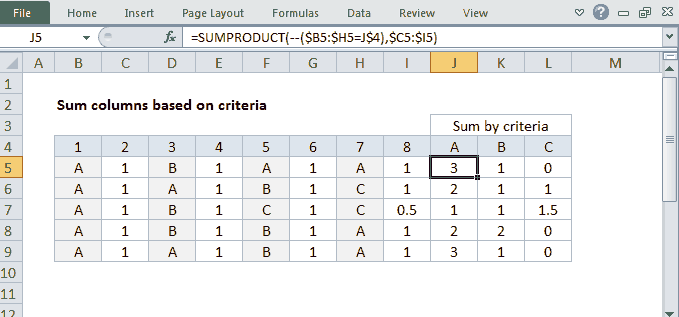 File Home Insert Page Layout Formulas Data Review View
J5 fx =SUMPRODUCT(--($B5:$H5=J$4),$C5:$I5)
A B C D E F G H I J K L M
1
2 Sum columns based on criteria
3 Sum by criteria
4 1 2 3 4 5 6 7 8 A B C
5 A 1 B 1 A 1 A 1 3 1 0
6 A 1 A 1 B 1 C 1 2 1 1
7 A 1 B 1 C 1 C 0.5 1 1 1.5
8 A 1 B 1 B 1 A 1 2 2 0
9 A 1 A 1 B 1 A 1 3 1 0
10
11
12